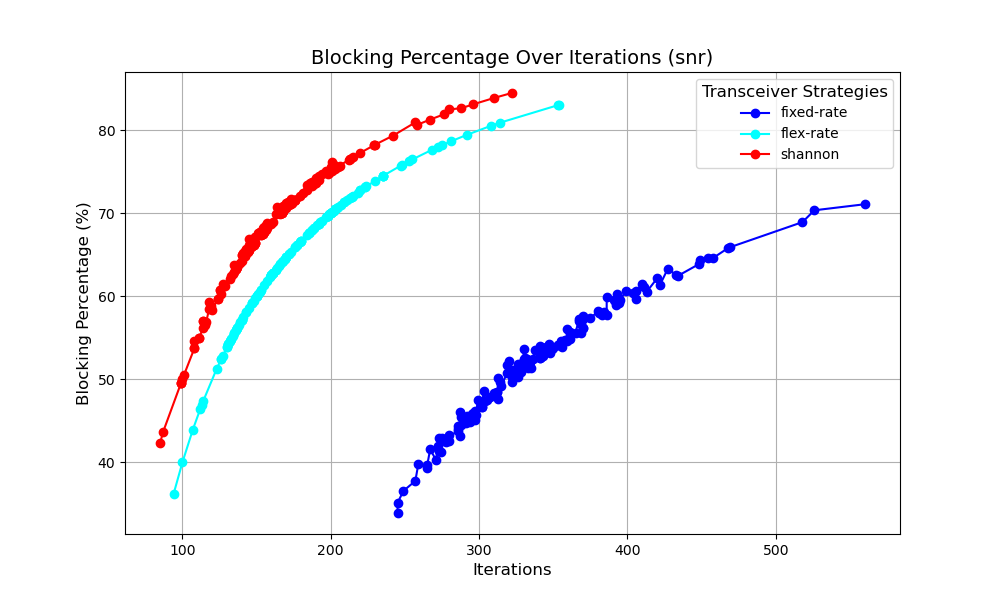 Blocking Percentage Over Iterations (snr)
Transceiver Strategies
fixed-rate
flex-rate
shannon
Blocking Percentage (%)
80
70
60
50
40
100
200
300
400
500
Iterations